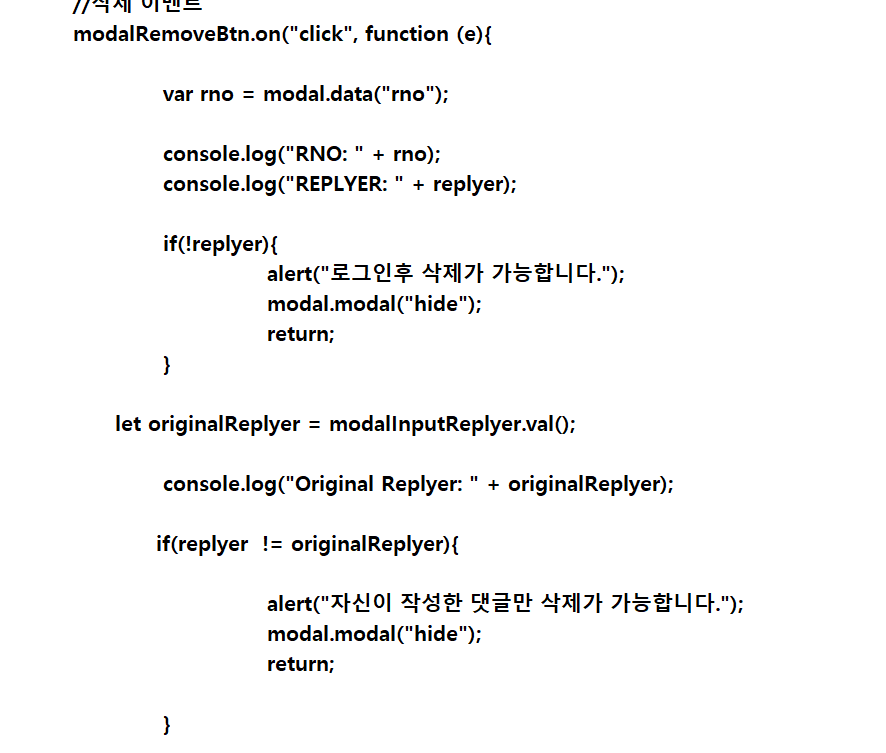 //삭제 이벤트
modalRemoveBtn.on("click", function (e){
var rno = modal.data("rno");
console.log("RNO: " + rno);
console.log("REPLYER: " + replyer);
if(!replyer){
alert("로그인후 삭제가 가능합니다.");
modal.modal("hide");
return;
}
let originalReplyer = modalInputReplyer.val();
console.log("Original Replyer: " + originalReplyer);
if(replyer  != originalReplyer){
alert("자신이 작성한 댓글만 삭제가 가능합니다.");
modal.modal("hide");
return;
}